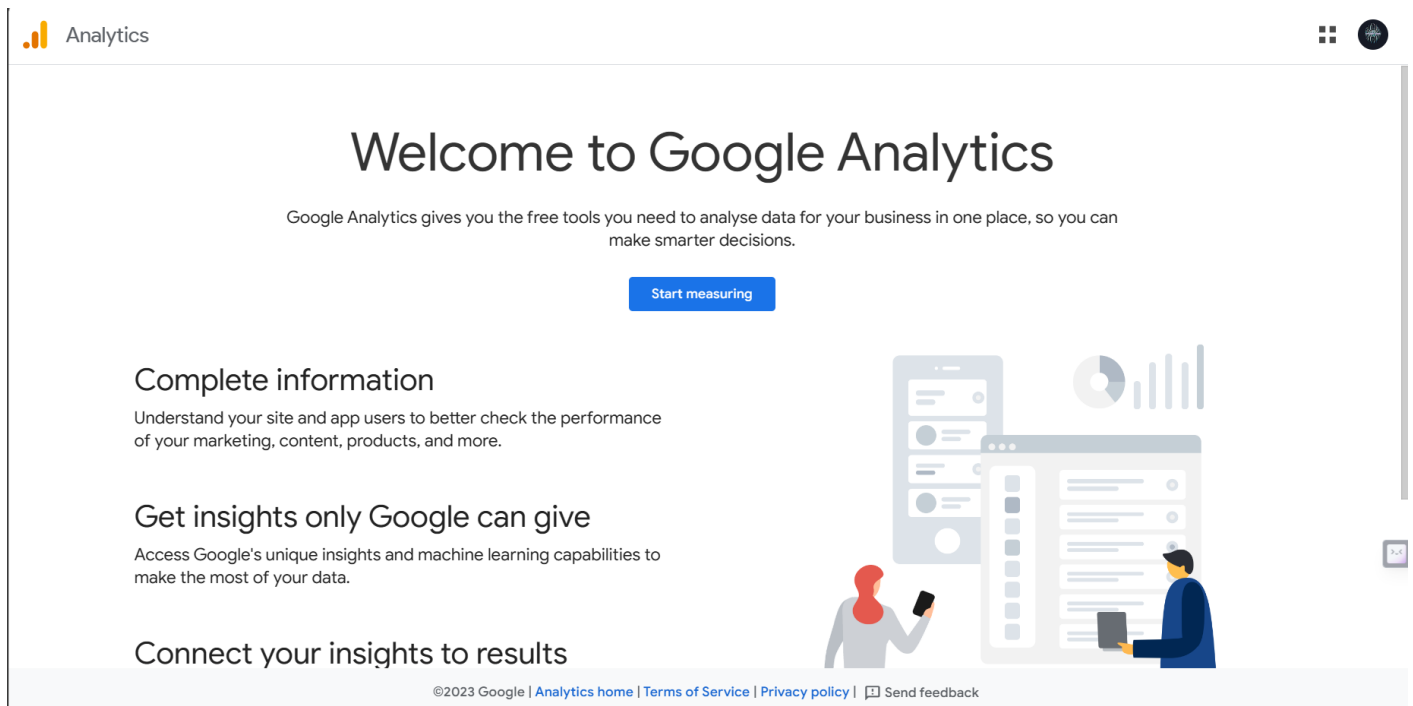 Analytics
Welcome to Google Analytics
Google Analytics gives you the free tools you need to analyse data for your business in one place, so you can
make smarter decisions.
Start measuring
Complete information
Understand your site and app users to better check the performance
of your marketing, content, products, and more.
Get insights only Google can give
Access Google's unique insights and machine learning capabilities to
make the most of your data.
Connect your insights to results
©2023 Google | Analytics home | Terms of Service | Privacy policy | Send feedback